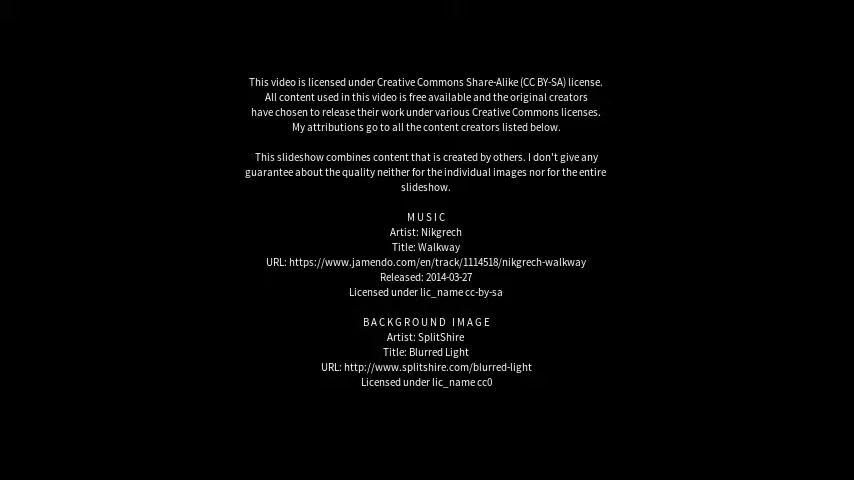 This video is licensed under Creative Commons Share-Alike (CC BY-SA) license.
All content used in this video is free available and the original creators
have chosen to release their work under various Creative Commons licenses.
My attributions go to all the content creators listed below.
This slideshow combines content that is created by others. I don't give any
guarantee about the quality neither for the individual images nor for the entire
slideshow.
MUSIC
Artist: Nikgrech
Title: Walkway
URL: https://www.jamendo.com/en/track/1114518/nikgrech-walkway
Released: 2014-03-27
Licensed under lic_name cc-by-sa
BACKGROUND IMAGE
Artist: SplitShire
Title: Blurred Light
URL: http://www.splitshire.com/blurred-light
Licensed under lic_name cc0